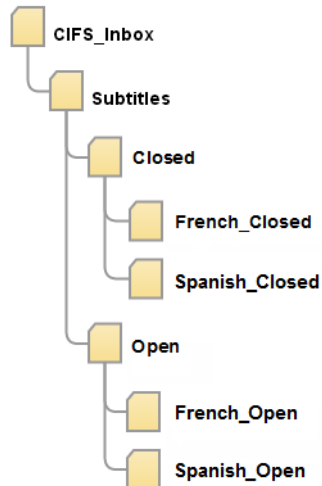 CIFS_Inbox
Subtitles
Closed
French_Closed
Spanish_Closed
Open
French_Open
Spanish_Open